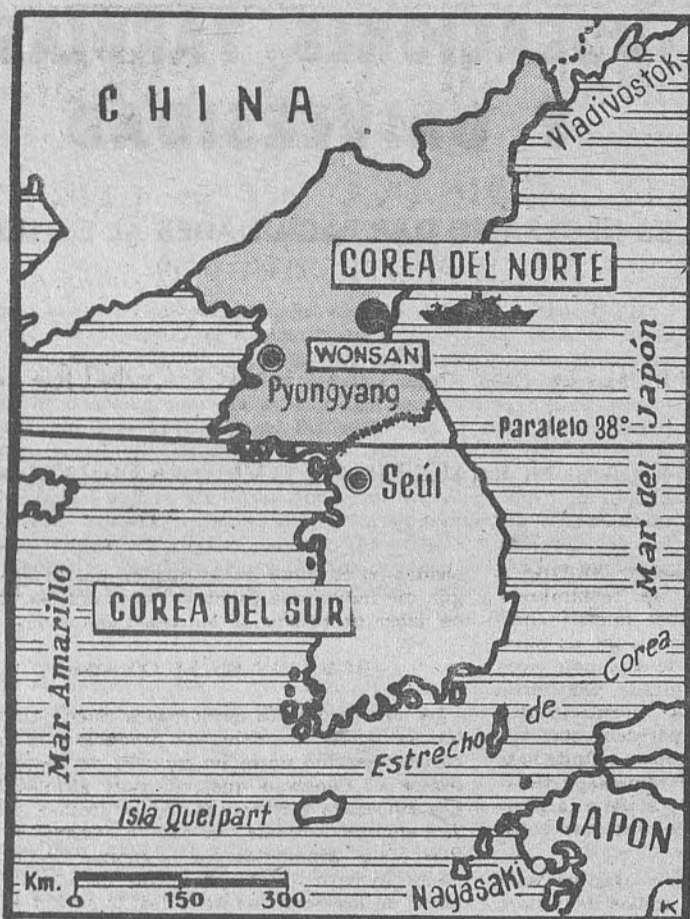 CHINA
Vladivostok
COREA DEL NORTE
WONSAN
Pyongyang
Mar del Japón
Paralelo 38°
Seúl
COREA DEL SUR
Mar Amarillo
Estrecho de Corea
Isla Quelpart
JAPON
Nagasaki
Km.
150
300
K